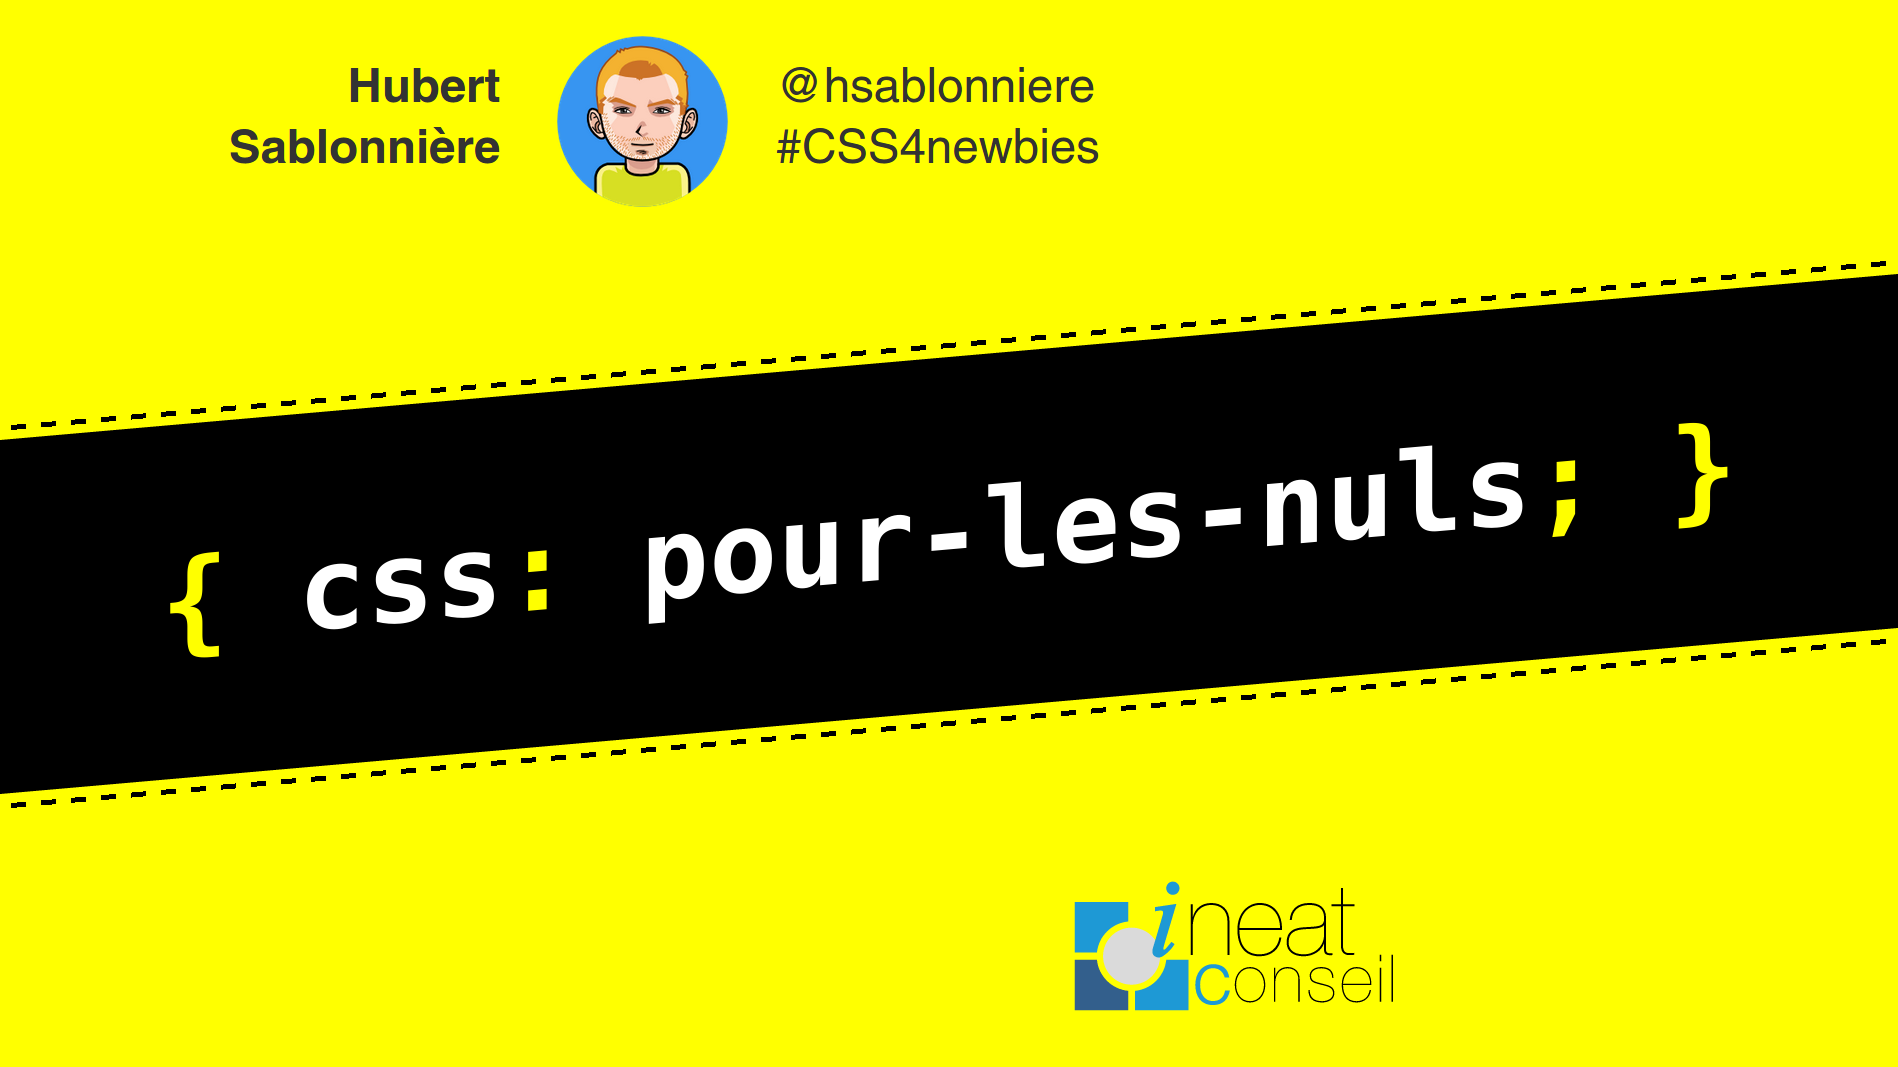 Hubert
Sablonnière
@hsablonniere
#CSS4newbies
{ css: pour-les-nuls; }
ineat
conseil